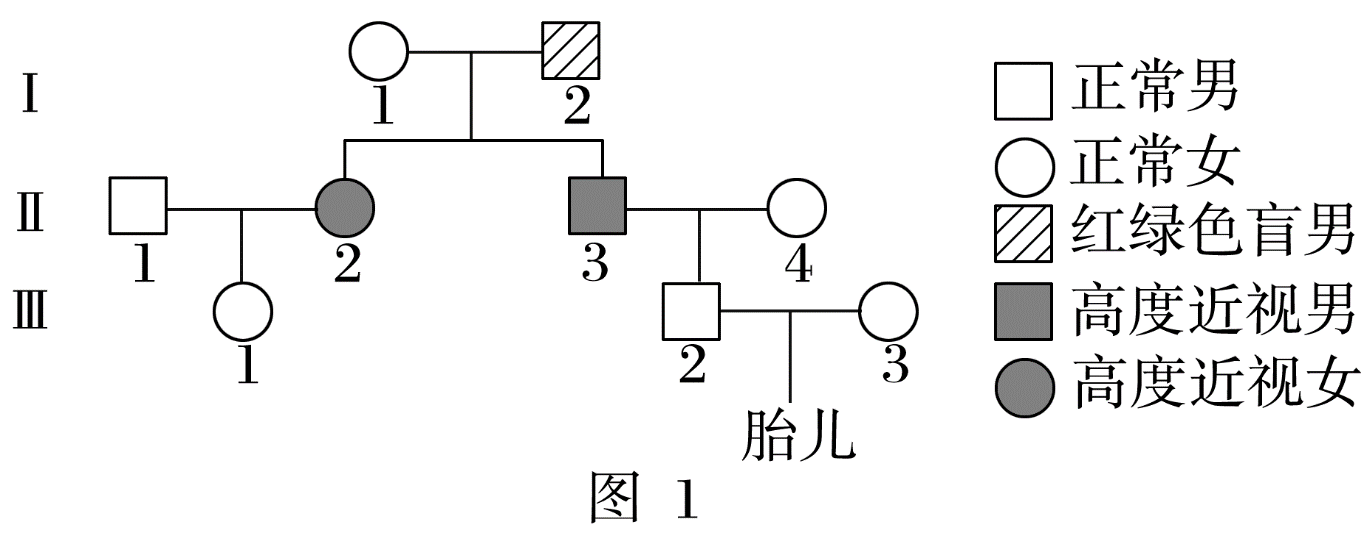 Ⅰ
1 2
Ⅱ
1 2 3 4
Ⅲ
1 2 3
胎儿
图 1
正常男
正常女
红绿色盲男
高度近视男
高度近视女